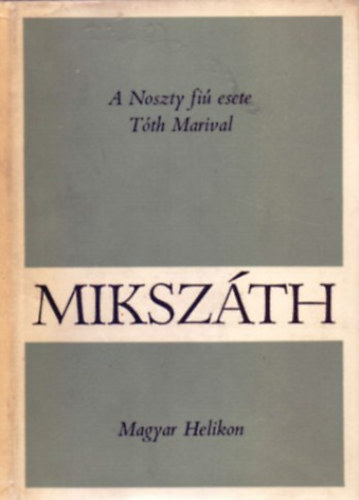 A Noszty fiú esete
Tóth Marival
MIKSZÁTH
Magyar Helikon